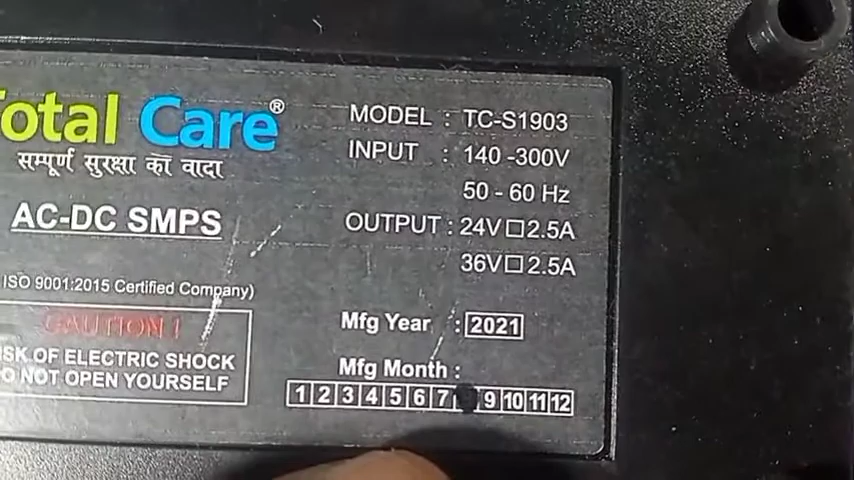 Total Care®
सम्पूर्ण सुरक्षा का वादा
AC-DC SMPS
ISO 9001:2015 Certified Company)
CAUTION !
ISK OF ELECTRIC SHOCK
O NOT OPEN YOURSELF
MODEL : TC-S1903
INPUT : 140 -300V
50 - 60 Hz
OUTPUT : 24V□2.5A
36V□2.5A
Mfg Year : 2021
Mfg Month :
1 2 3 4 5 6 7 9 10 11 12